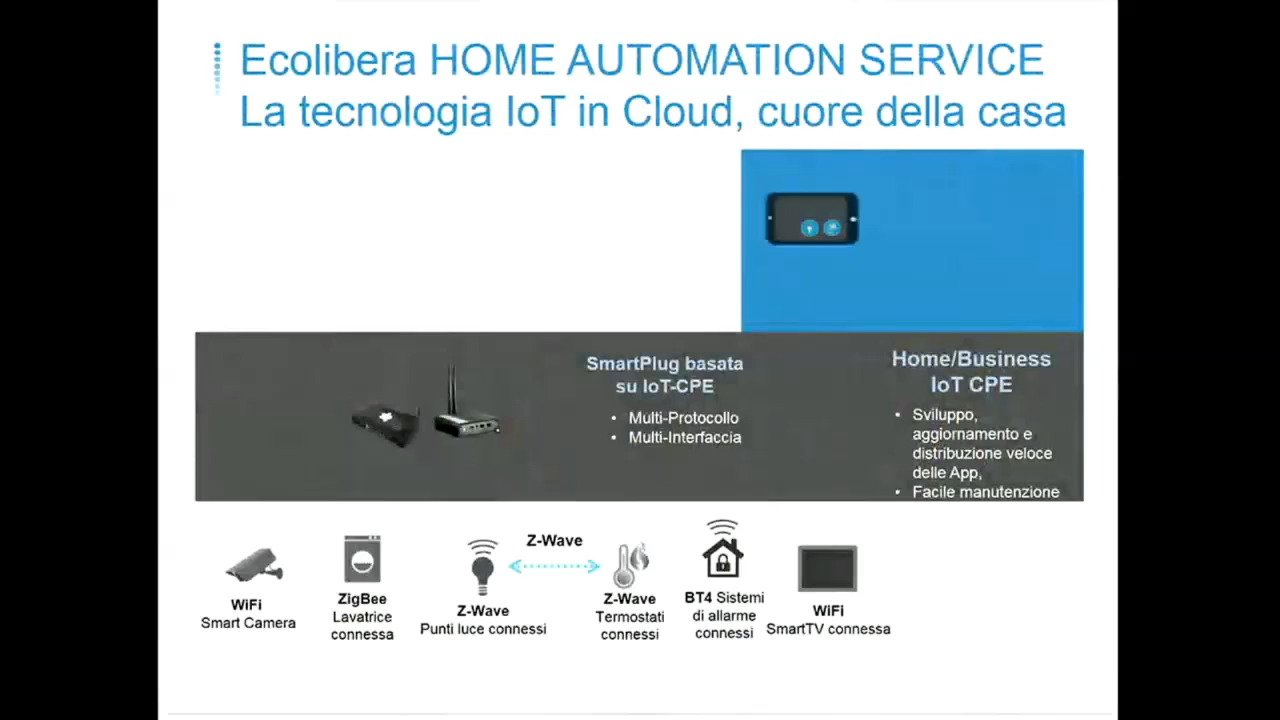 Ecolibera HOME AUTOMATION SERVICE
La tecnologia IoT in Cloud, cuore della casa
SmartPlug basata
su IoT-CPE
• Multi-Protocollo
• Multi-Interfaccia
Home/Business
IoT CPE
• Sviluppo,
aggiornamento e
distribuzione veloce
delle App,
• Facile manutenzione
Z-Wave
WiFi
Smart Camera
ZigBee
Lavatrice
connessa
Z-Wave
Punti luce connessi
Z-Wave
Termostati
connessi
BT4 Sistemi
di allarme
connessi
WiFi
SmartTV connessa